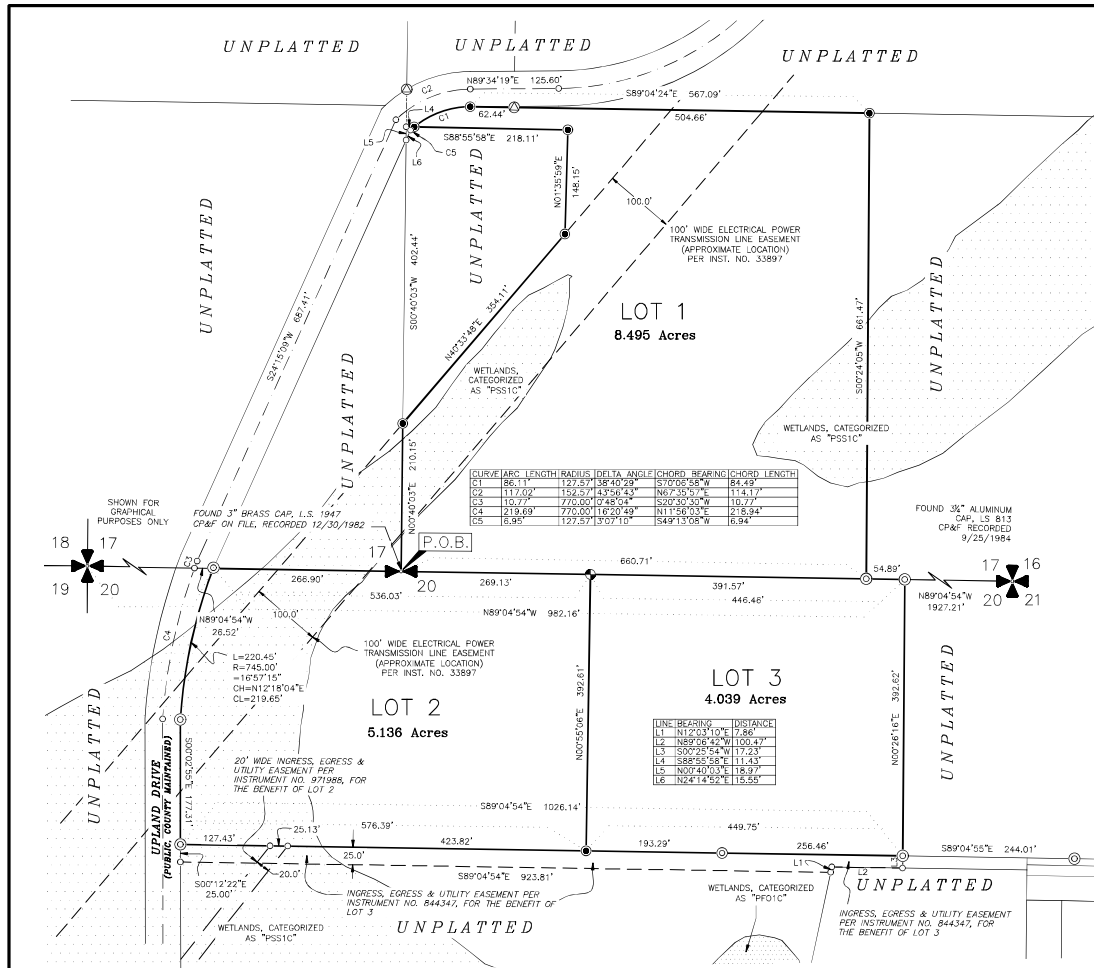 UNPLATTED
UNPLATTED
N89°34'19"E 125.60'
C2
S89°04'24"E 567.09'
L4
C1
62.44'
504.66'
L5
S88°55'58"E 218.11'
C5
L6
UNPLATTED
UNPLATTED
N01°35'59"E 148.15'
100.0'
100' WIDE ELECTRICAL POWER
TRANSMISSION LINE EASEMENT
(APPROXIMATE LOCATION)
PER INST. NO. 33897
UNPLATTED
S00°40'03"W 402.44'
LOT 1
8.495 Acres
S24°15'09"W 687.41'
N40°33'48"E 354.11'
S00°24'05"W 661.47'
WETLANDS,
CATEGORIZED
AS "PSS1C"
UNPLATTED
WETLANDS, CATEGORIZED
AS "PSS1C"
N00°40'03"E 210.15'
CURVE ARC LENGTH RADIUS DELTA ANGLE CHORD BEARING CHORD LENGTH
C1 86.11' 127.57' 38°40'29" S70°06'58"W 84.49'
C2 117.02' 152.57' 43°56'43" N67°35'57"E 114.17'
C3 10.77' 770.00' 0°48'04" S20°30'30"W 10.77'
C4 219.69' 770.00' 16°20'49" N11°56'03"E 218.94'
C5 6.95' 127.57' 3°07'10" S49°13'08"W 6.94'
SHOWN FOR
GRAPHICAL
PURPOSES ONLY
FOUND 3" BRASS CAP, L.S. 1947
CP&F ON FILE, RECORDED 12/30/1982
FOUND 3¼" ALUMINUM
CAP, LS 813
CP&F RECORDED
9/25/1984
18 17
19 20
C3
17
20
P.O.B.
17 16
20 21
266.90'
536.03'
269.13'
660.71'
391.57'
446.46'
54.89'
N89°04'54"W
1927.21'
N89°04'54"W 982.16'
N89°04'54"W
26.52'
100.0'
C4
L=220.45'
R=745.00'
=16°57'15"
CH=N12°18'04"E
CL=219.65'
100' WIDE ELECTRICAL POWER
TRANSMISSION LINE EASEMENT
(APPROXIMATE LOCATION)
PER INST. NO. 33897
LOT 2
5.136 Acres
N00°55'06"E 392.61'
LOT 3
4.039 Acres
LINE BEARING DISTANCE
L1 N12°03'10"E 7.86'
L2 N89°06'42"W 100.47'
L3 S00°25'54"W 17.23'
L4 S88°55'58"E 11.43'
L5 N00°40'03"E 18.97'
L6 N24°14'52"E 15.55'
N00°26'16"E 392.62'
UNPLATTED
UNPLATTED
UPLAND DRIVE
(PUBLIC, COUNTY MAINTAINED)
S00°02'55"E 177.31'
20' WIDE INGRESS, EGRESS &
UTILITY EASEMENT PER
INSTRUMENT NO. 971988, FOR
THE BENEFIT OF LOT 2
S89°04'54"E 1026.14'
127.43'
25.13'
576.39'
423.82'
25.0'
193.29'
449.75'
256.46'
S89°04'55"E 244.01'
S00°12'22"E
25.00'
20.0'
S89°04'54"E 923.81'
L1
L2
L3
INGRESS, EGRESS & UTILITY EASEMENT PER
INSTRUMENT NO. 844347, FOR THE BENEFIT OF
LOT 3
WETLANDS, CATEGORIZED
AS "PFO1C"
UNPLATTED
INGRESS, EGRESS & UTILITY EASEMENT
PER INSTRUMENT NO. 844347, FOR
THE BENEFIT OF LOT 3
WETLANDS, CATEGORIZED
AS "PSS1C"
UNPLATTED